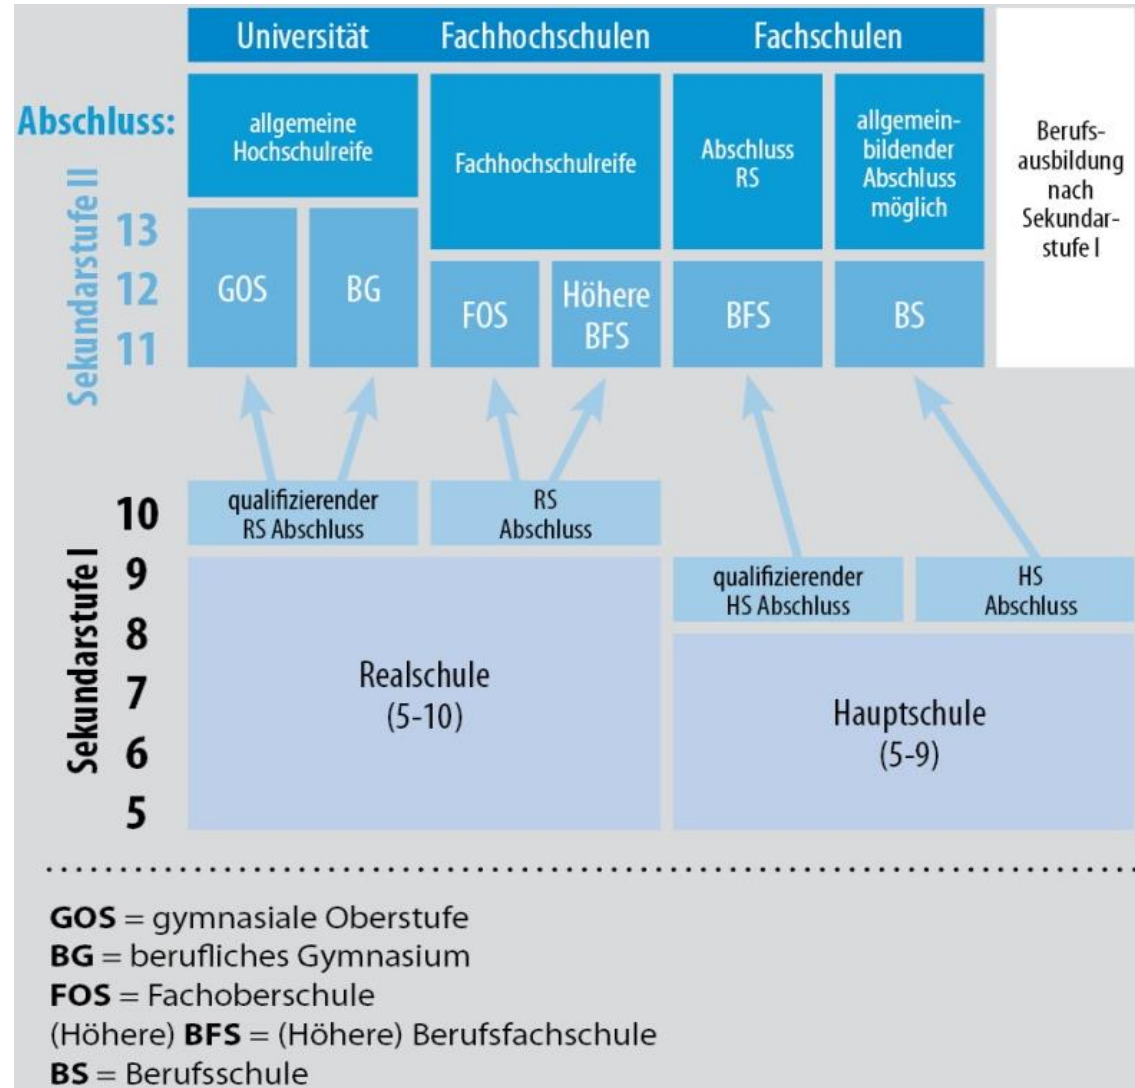 Universität Fachhochschulen Fachschulen
Abschluss:
allgemeine
Hochschulreife
Fachhochschulreife
Abschluss
RS
allgemein-
bildender
Abschluss
möglich
Berufs-
ausbildung
nach
Sekundar-
stufe I
Sekundarstufe II
13
12
11
GOS
BG
FOS
Höhere
BFS
BFS
BS
qualifizierender
RS Abschluss
RS
Abschluss
qualifizierender
HS Abschluss
HS
Abschluss
Sekundarstufe I
10
9
8
7
6
5
Realschule
(5-10)
Hauptschule
(5-9)
GOS = gymnasiale Oberstufe
BG = berufliches Gymnasium
FOS = Fachoberschule
(Höhere) BFS = (Höhere) Berufsfachschule
BS = Berufsschule